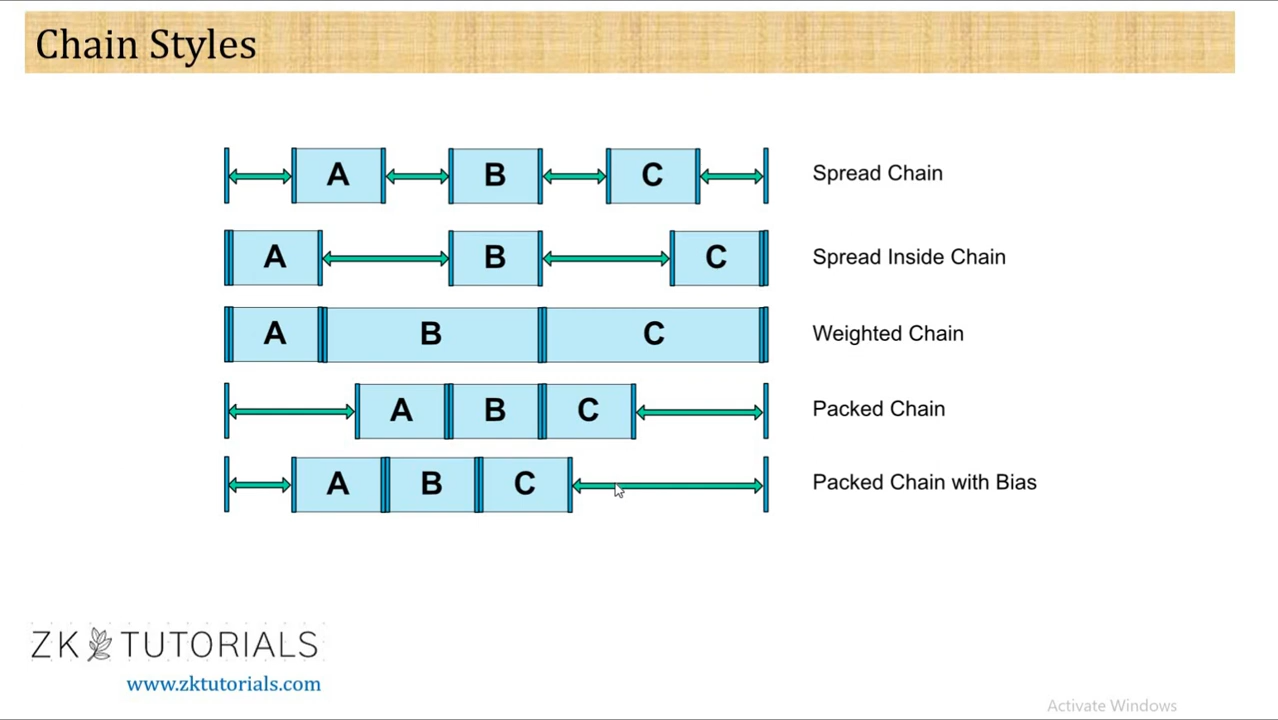 Chain Styles
A B C Spread Chain
A B C Spread Inside Chain
A B C Weighted Chain
A B C Packed Chain
A B C Packed Chain with Bias
ZK TUTORIALS
www.zktutorials.com
Activate Windows